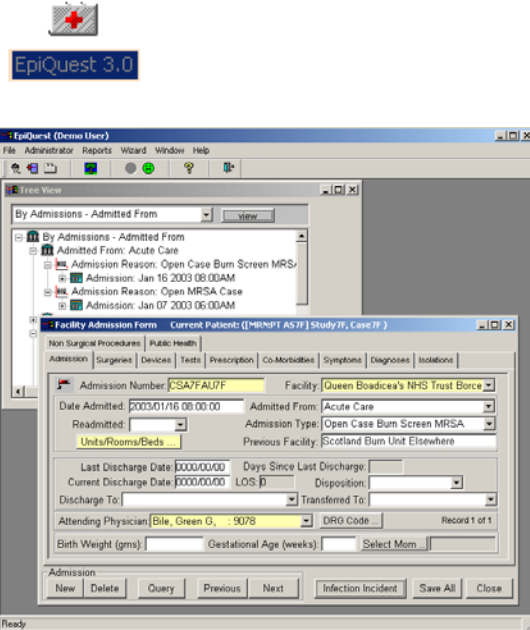 EpiQuest 3.0
EpiQuest (Demo User)
File Administrator Reports Wizard Window Help
Tree View
By Admissions - Admitted From view
By Admissions - Admitted From
Admitted From: Acute Care
Admission Reason: Open Case Burn Screen MRSA
Admission: Jan 16 2003 08:00AM
Admission Reason: Open MRSA Case
Admission: Jan 07 2003 06:00AM
Facility Admission Form Current Patient: ([MRN:PT AS7F] Study7F, Case7F )
Non Surgical Procedures Public Health
Admission Surgeries Devices Tests Prescription Co-Morbidities Symptoms Diagnoses Isolations
Admission Number: CSA7FAU7F Facility: Queen Boadicea's NHS Trust Borce
Date Admitted: 2003/01/16 08:00:00 Admitted From: Acute Care
Readmitted: Admission Type: Open Case Burn Screen MRSA
Units/Rooms/Beds ... Previous Facility: Scotland Burn Unit Elsewhere
Last Discharge Date: 0000/00/00 Days Since Last Discharge:
Current Discharge Date: 0000/00/00 LOS: 0 Disposition:
Discharge To: Transferred To:
Attending Physician: Bile, Green G, : 9078 DRG Code ... Record 1 of 1
Birth Weight (gms): Gestational Age (weeks): Select Mom ...
Admission
New Delete Query Previous Next Infection Incident Save All Close
Ready